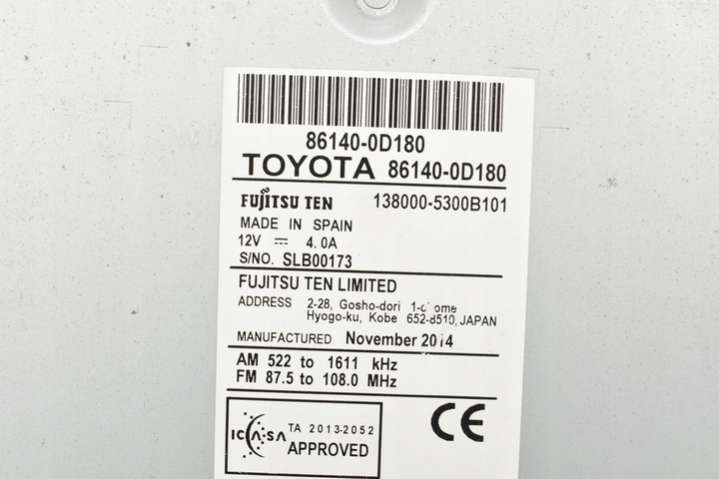 86140-0D180
TOYOTA 86140-0D180
FUJITSU TEN 138000-5300B101
MADE IN SPAIN
12V ⎓ 4.0A
S/NO. SLB00173
FUJITSU TEN LIMITED
ADDRESS 2-28, Gosho-dori
Hyogo-ku, Kobe 652-8510, JAPAN
MANUFACTURED November 2014
AM 522 to 1611 kHz
FM 87.5 to 108.0 MHz
ICASA TA 2013-2052
APPROVED
CE